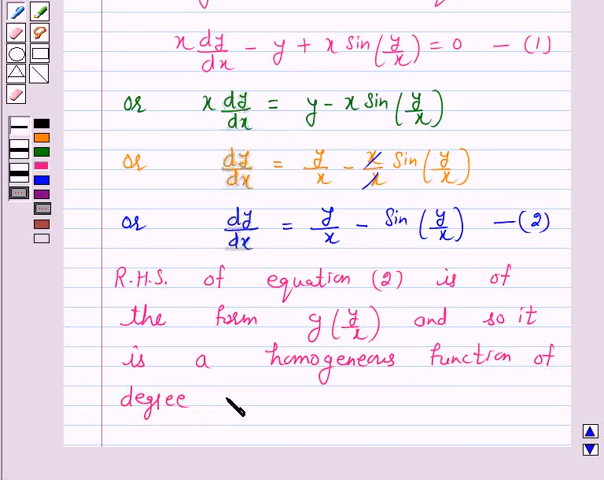 x dy/dx - y + x sin(y/x) = 0 - (1)
or x dy/dx = y - x sin(y/x)
or dy/dx = y/x - x/x sin(y/x)
or dy/dx = y/x - sin(y/x) - (2)
R.H.S. of equation (2) is of
the form g(y/x) and so it
is a homogeneous function of
degree